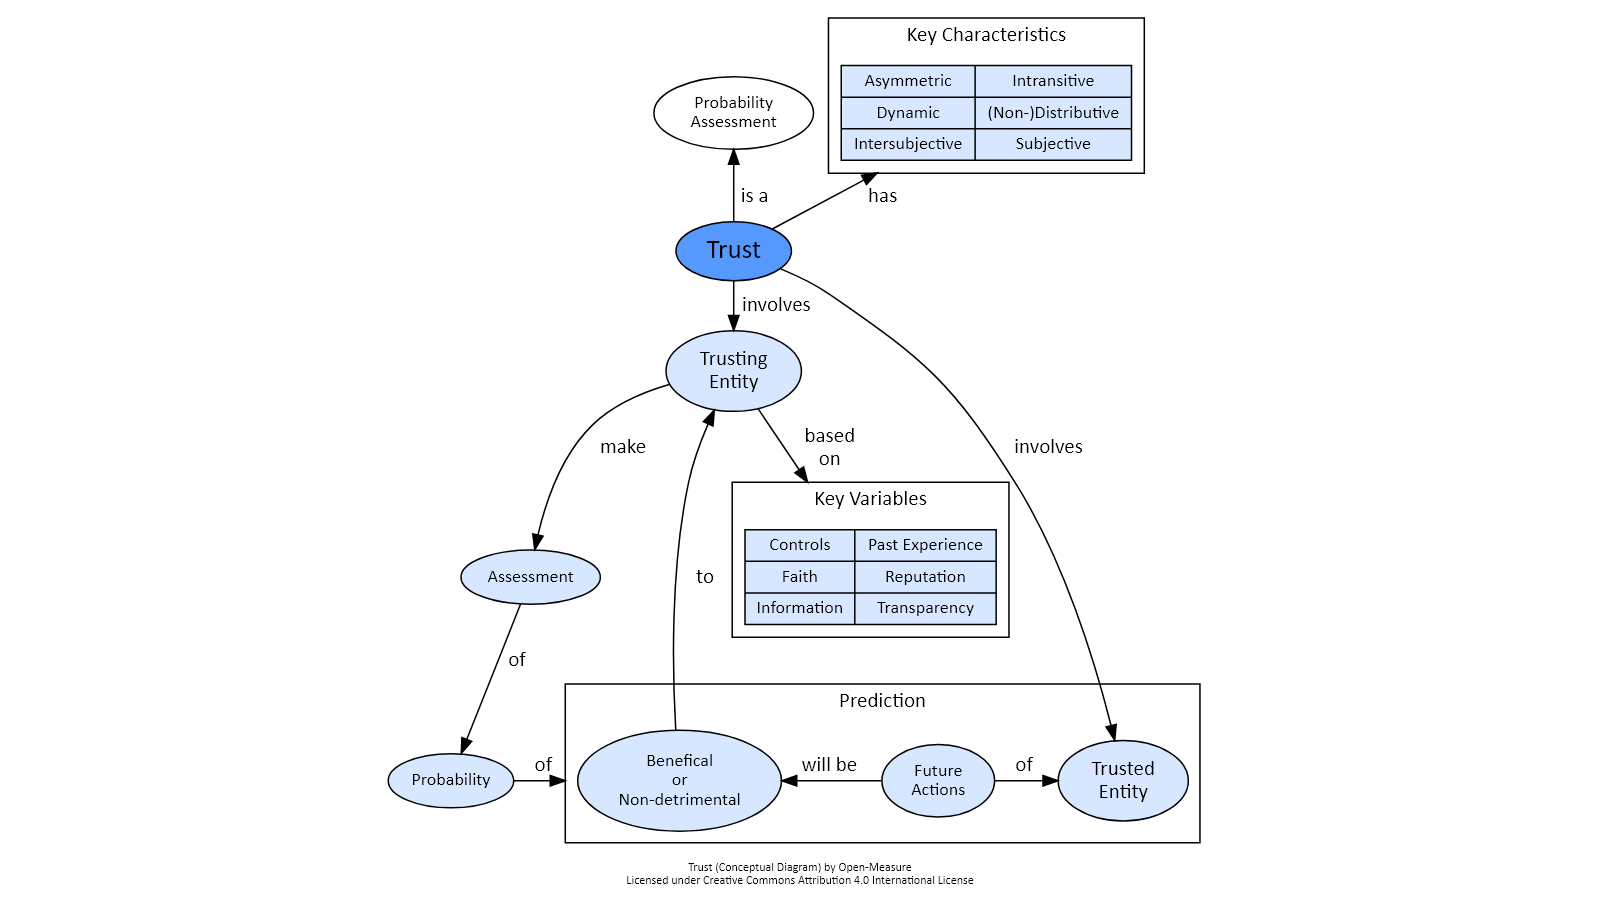 Key Characteristics
Asymmetric Intransitive
Dynamic (Non-)Distributive
Intersubjective Subjective
Probability
Assessment
is a
has
Trust
involves
Trusting
Entity
make
based
on
involves
Key Variables
Controls Past Experience
Faith Reputation
Information Transparency
Assessment
to
of
Prediction
Probability
of
Benefical
or
Non-detrimental
will be
Future
Actions
of
Trusted
Entity
Trust (Conceptual Diagram) by Open-Measure
Licensed under Creative Commons Attribution 4.0 International License